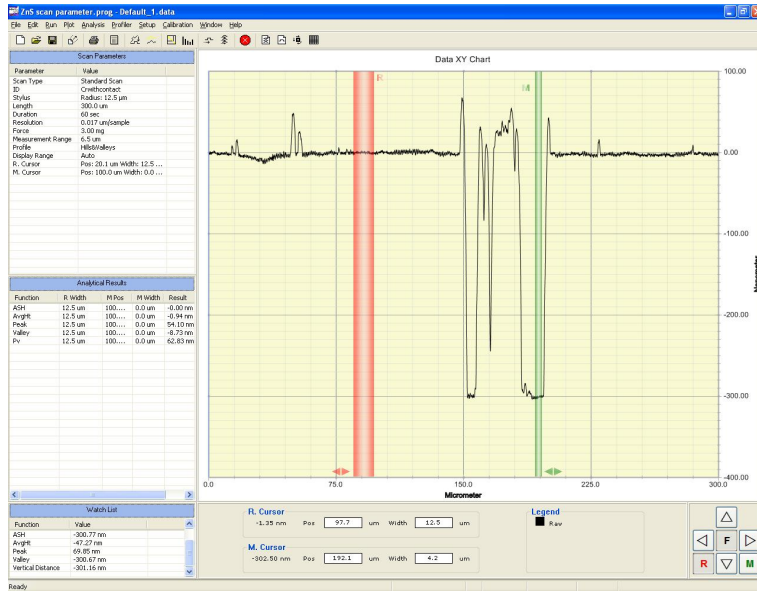 ZnS scan parameter.prog - Default_1.data
File Edit Run Plot Analysis Profiler Setup Calibration Window Help
Scan Parameters
Parameter Value
Scan Type Standard Scan
ID Crwithcontact
Stylus Radius: 12.5 µm
Length 300.0 um
Duration 60 sec
Resolution 0.017 um/sample
Force 3.00 mg
Measurement Range 6.5 um
Profile Hills&Valleys
Display Range Auto
R. Cursor Pos: 20.1 um Width: 12.5 ...
M. Cursor Pos: 100.0 um Width: 0.0 ...
Analytical Results
Function R Width M Pos M Width Result
ASH 12.5 um 100.... 0.0 um -0.00 nm
AvgHt 12.5 um 100.... 0.0 um -0.94 nm
Peak 12.5 um 100.... 0.0 um 54.10 nm
Valley 12.5 um 100.... 0.0 um -8.73 nm
Pv 12.5 um 100.... 0.0 um 62.83 nm
Watch List
Function Value
ASH -300.77 nm
AvgHt -47.27 nm
Peak 69.85 nm
Valley -300.67 nm
Vertical Distance -301.16 nm
Data XY Chart
R
M
100.00
0.00
-100.00
-200.00
-300.00
-400.00
0.0 75.0 150.0 225.0 300.0
Micrometer
R. Cursor
-1.35 nm Pos 97.7 um Width 12.5 um
M. Cursor
-302.50 nm Pos 192.1 um Width 4.2 um
Legend
Raw
F
R
M
Ready